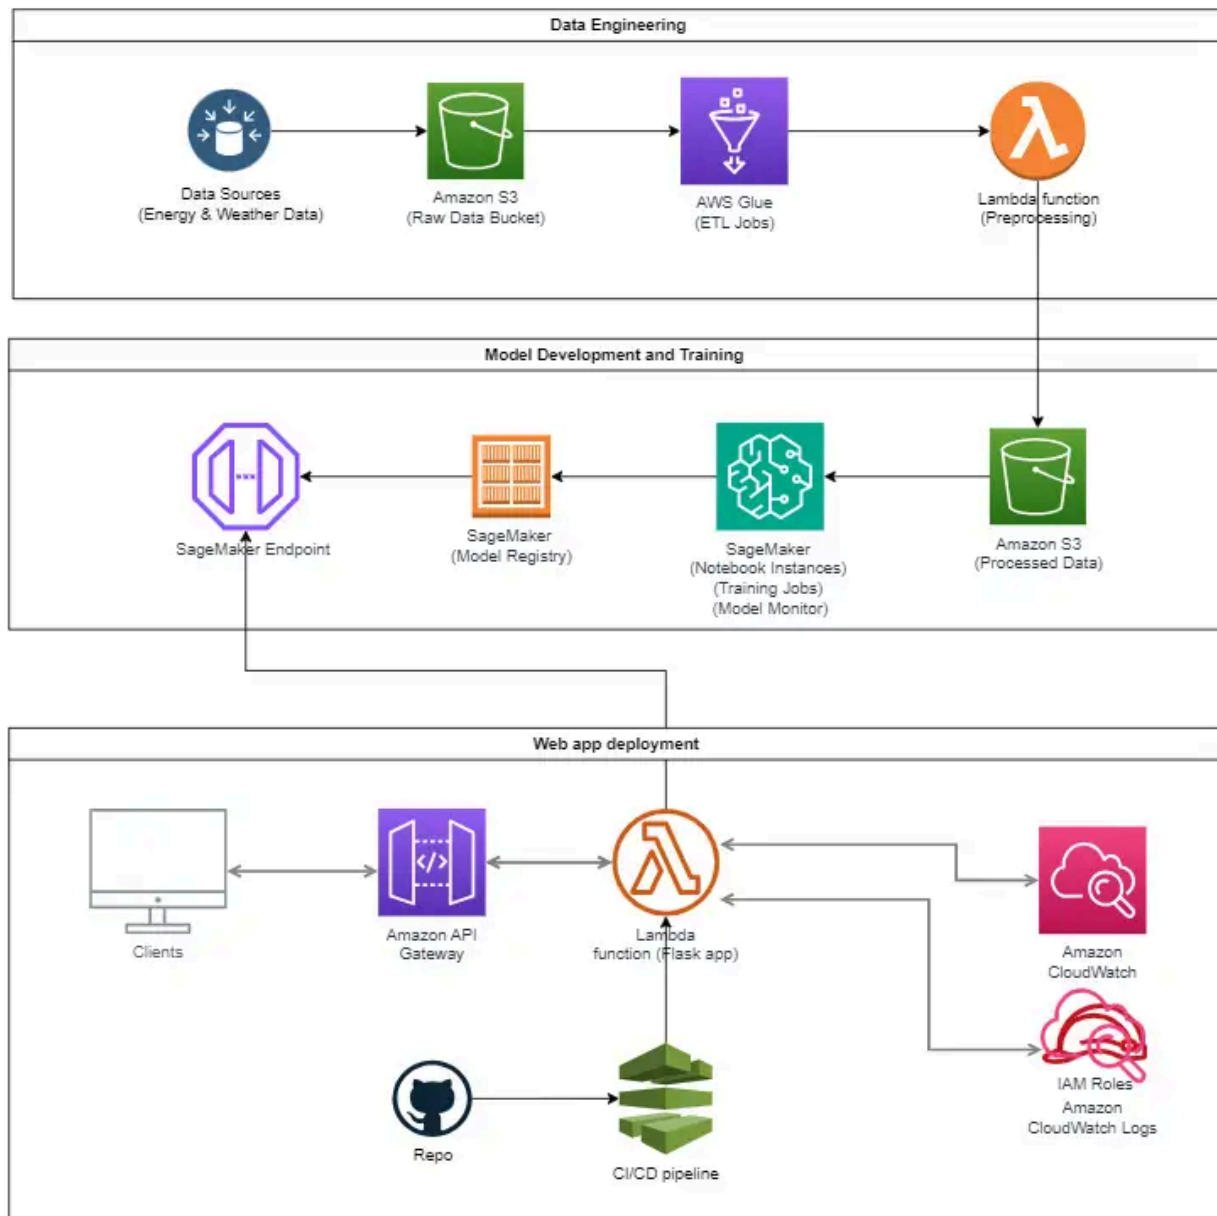 Data Engineering
Data Sources
(Energy & Weather Data)
Amazon S3
(Raw Data Bucket)
AWS Glue
(ETL Jobs)
Lambda function
(Preprocessing)
Model Development and Training
SageMaker Endpoint
SageMaker
(Model Registry)
SageMaker
(Notebook Instances)
(Training Jobs)
(Model Monitor)
Amazon S3
(Processed Data)
Web app deployment
Clients
Amazon API
Gateway
</>
Lambda
function (Flask app)
Amazon
CloudWatch
IAM Roles
Amazon
CloudWatch Logs
Repo
CI/CD pipeline